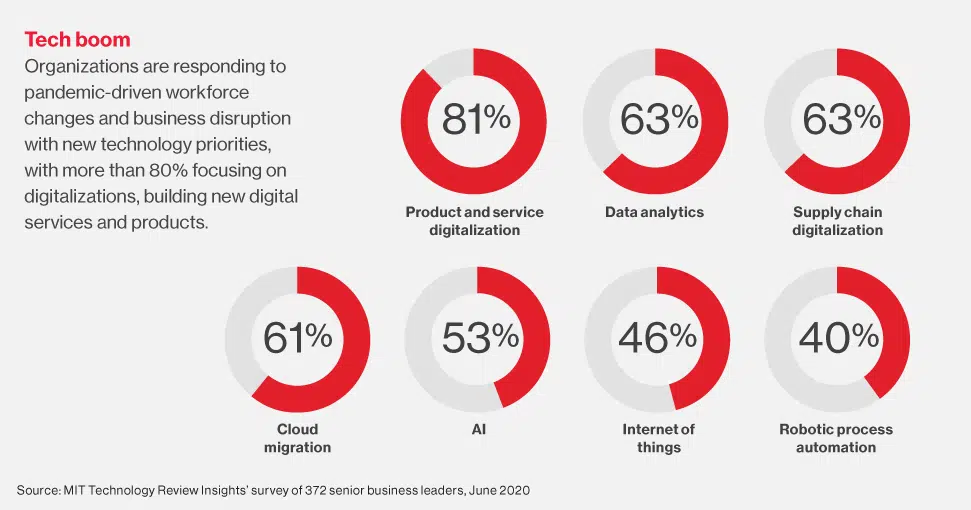 Tech boom
Organizations are responding to
pandemic-driven workforce
changes and business disruption
with new technology priorities,
with more than 80% focusing on
digitalizations, building new digital
services and products.
81%
Product and service
digitalization
63%
Data analytics
63%
Supply chain
digitalization
61%
Cloud
migration
53%
AI
46%
Internet of
things
40%
Robotic process
automation
Source: MIT Technology Review Insights' survey of 372 senior business leaders, June 2020